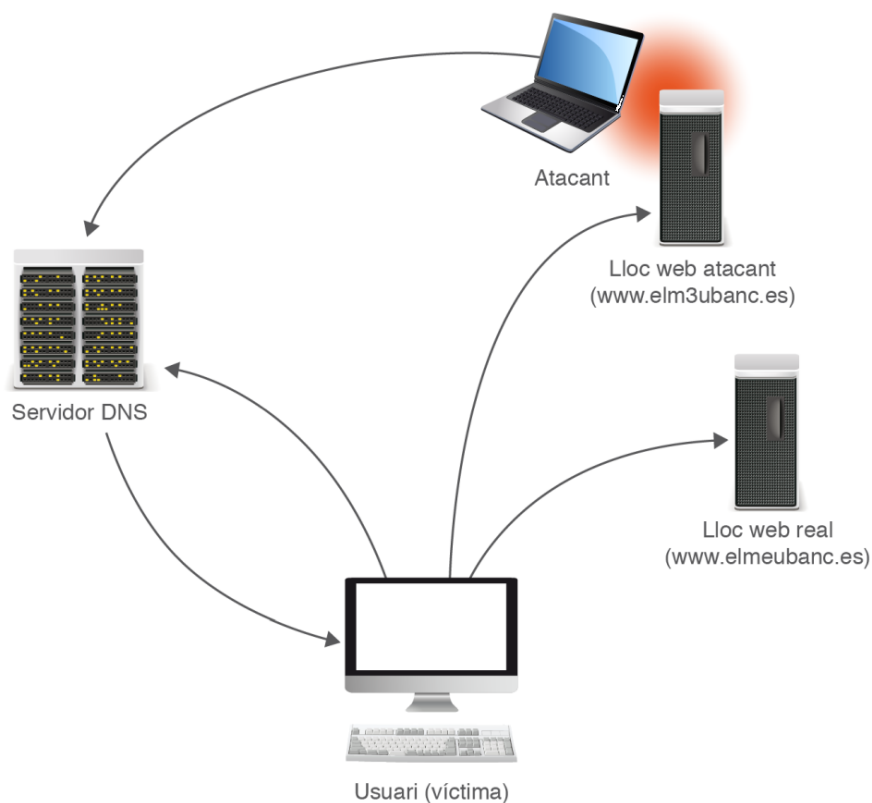 Atacant
Lloc web atacant
(www.elm3ubanc.es)
Servidor DNS
Lloc web real
(www.elmeubanc.es)
Usuari (víctima)